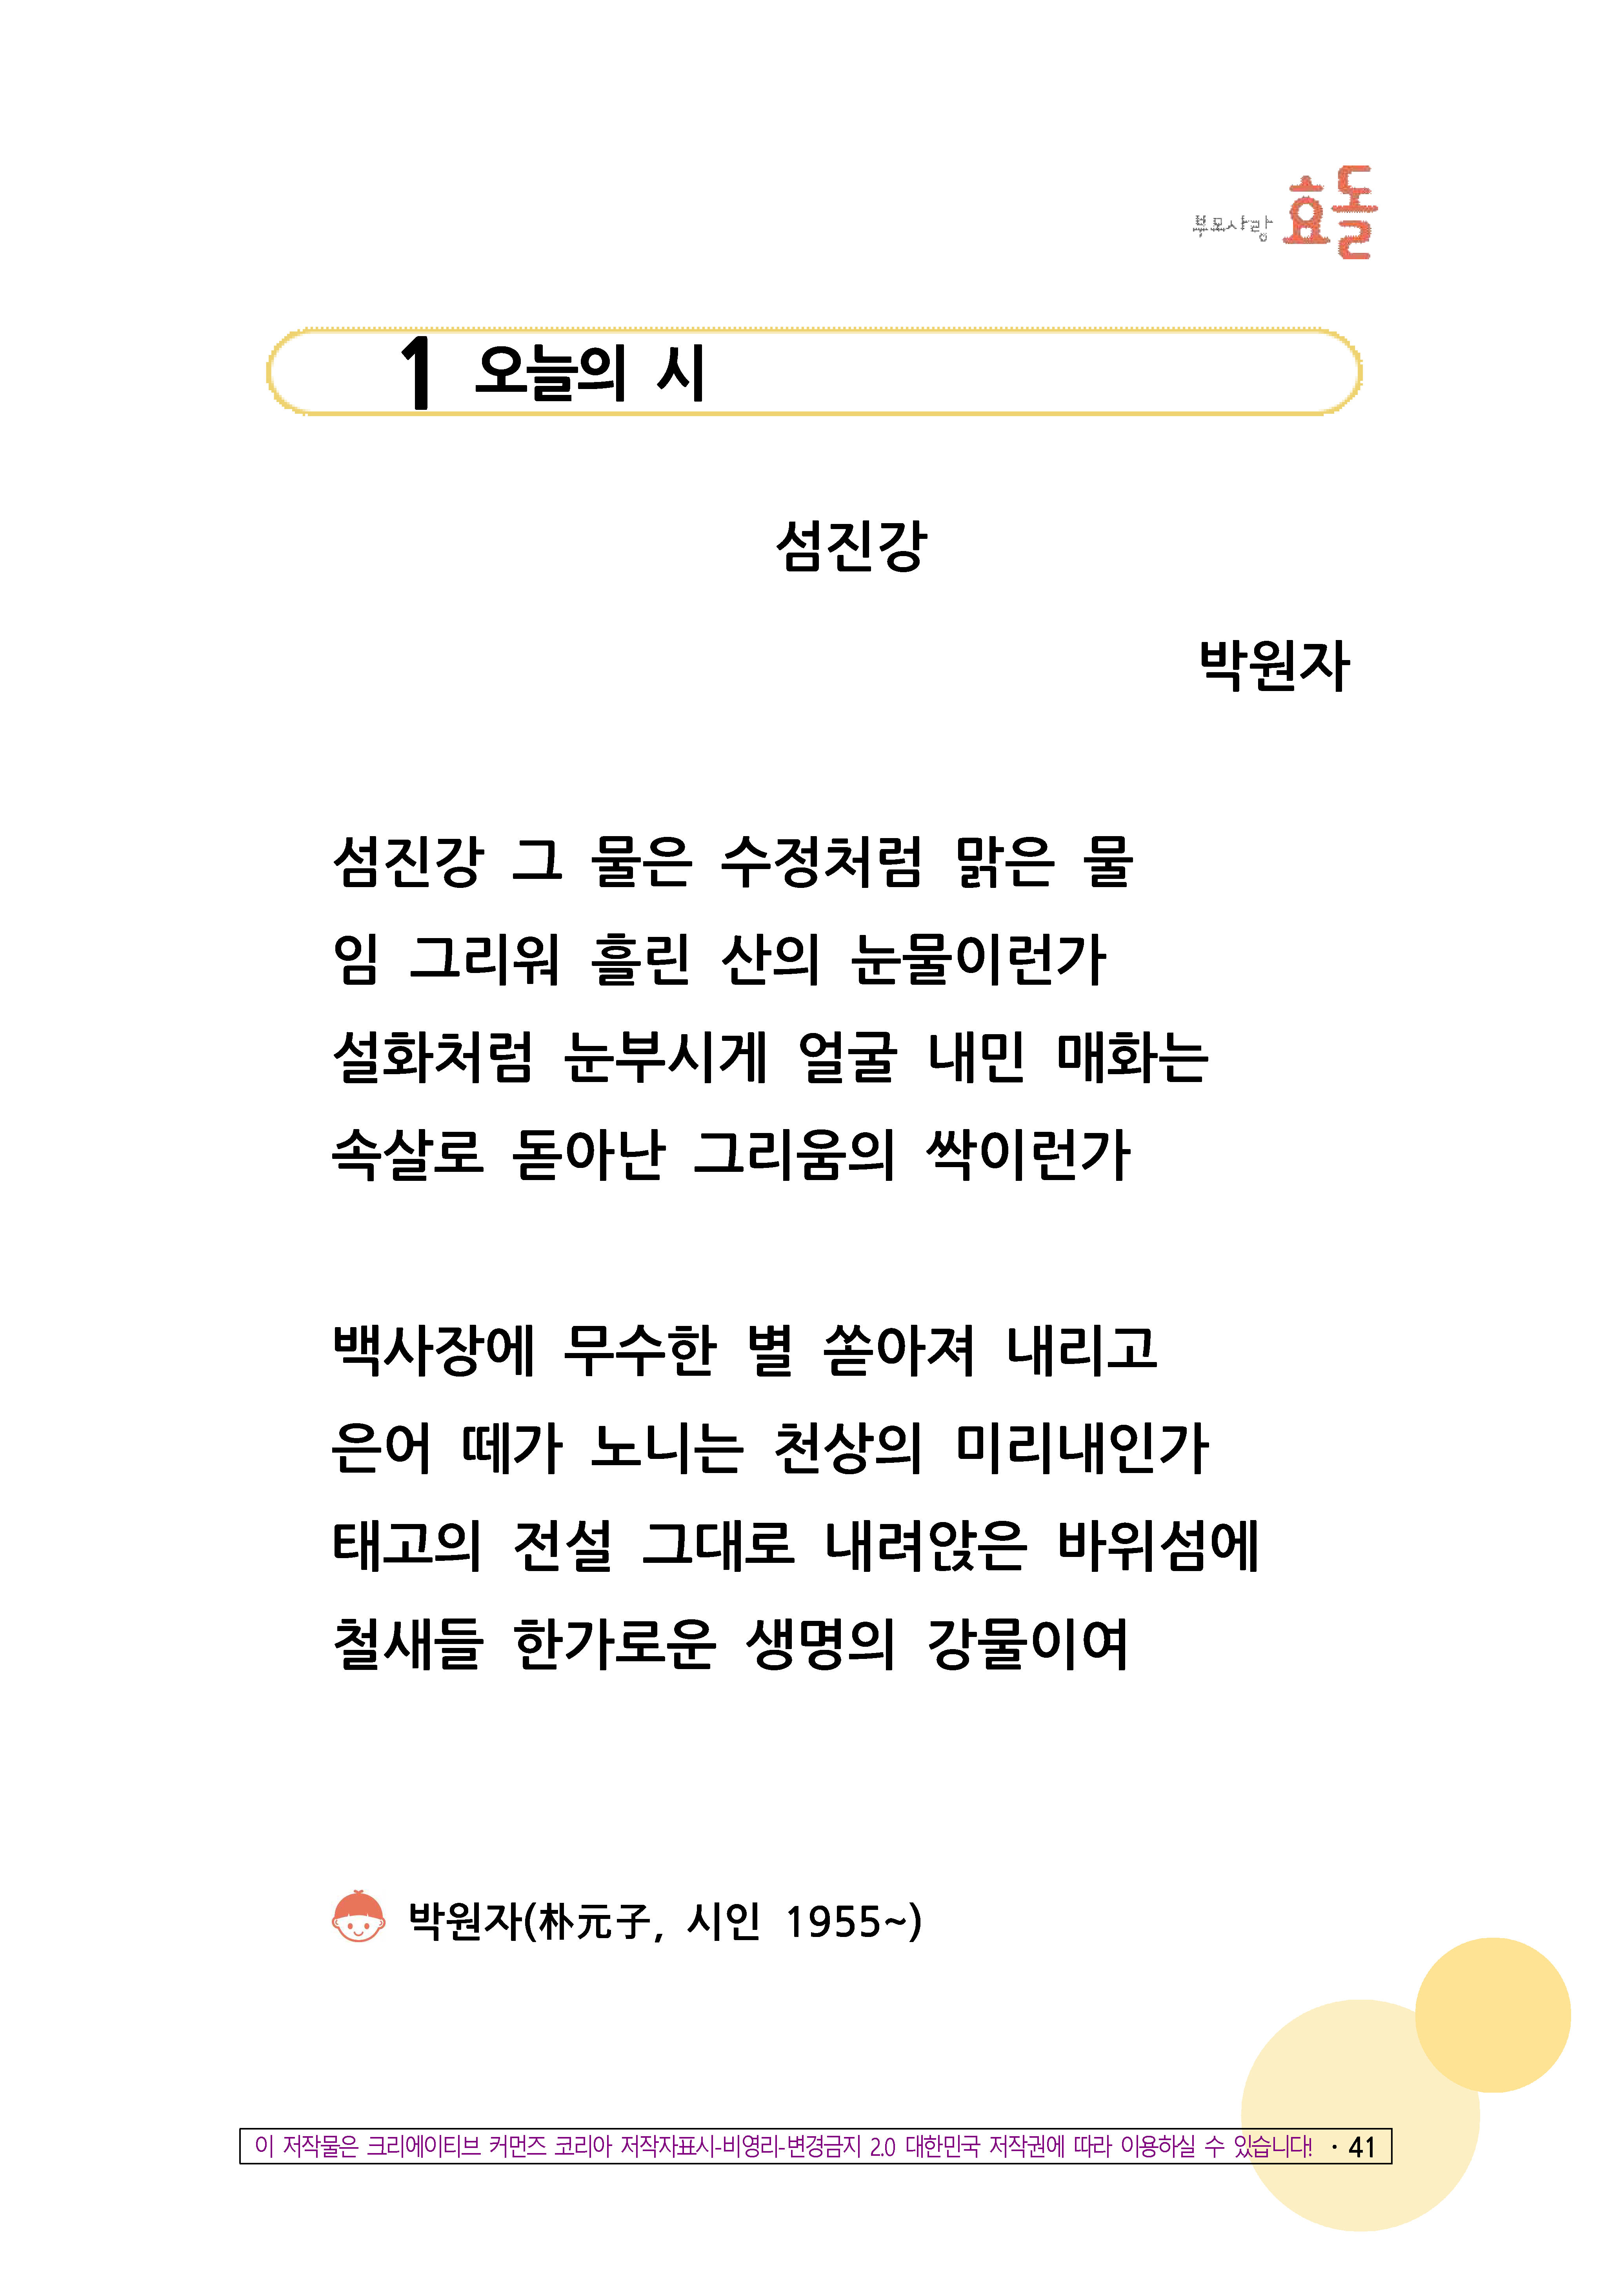 부모사랑 효돌
1 오늘의 시
섬진강
박원자
섬진강 그 물은 수정처럼 맑은 물
임 그리워 흘린 산의 눈물이런가
설화처럼 눈부시게 얼굴 내민 매화는
속살로 돋아난 그리움의 싹이런가
백사장에 무수한 별 쏟아져 내리고
은어 떼가 노니는 천상의 미리내인가
태고의 전설 그대로 내려앉은 바위섬에
철새들 한가로운 생명의 강물이여
박원자(朴元子, 시인 1955~)
이 저작물은 크리에이티브 커먼즈 코리아 저작자표시-비영리-변경금지 2.0 대한민국 저작권에 따라 이용하실 수 있습니다! · 41